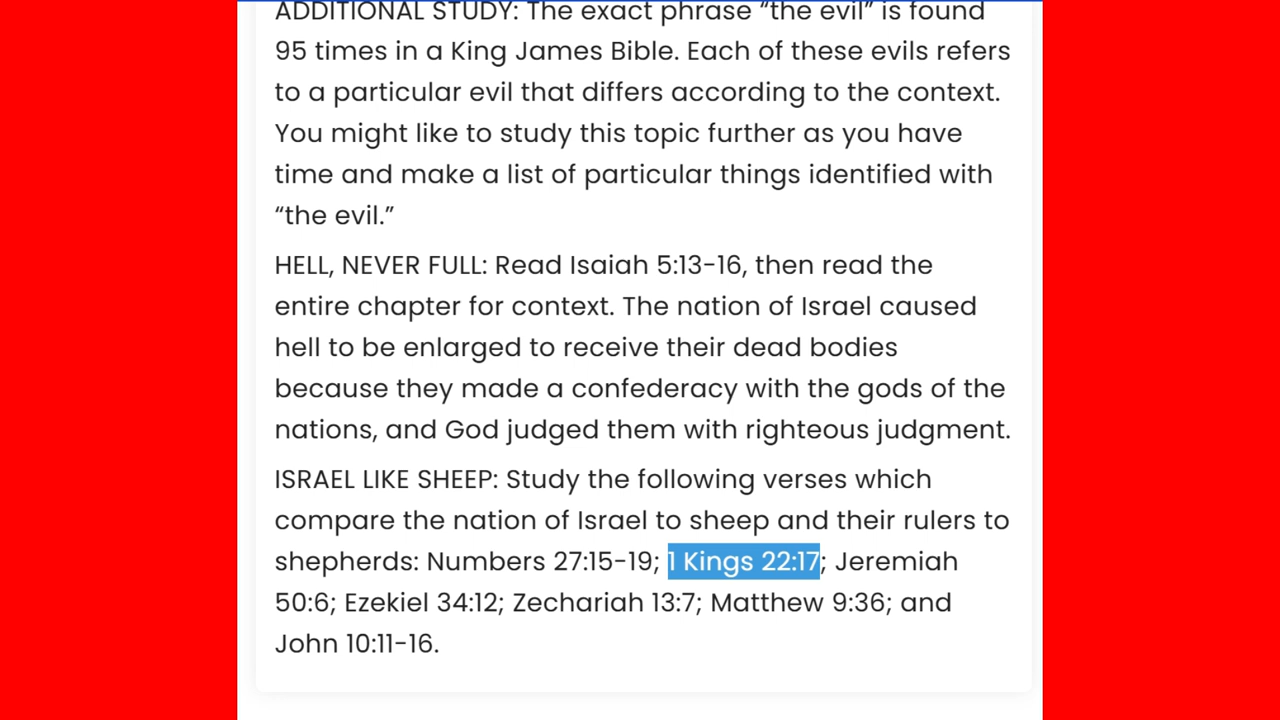 ADDITIONAL STUDY: The exact phrase “the evil” is found
95 times in a King James Bible. Each of these evils refers
to a particular evil that differs according to the context.
You might like to study this topic further as you have
time and make a list of particular things identified with
“the evil.”
HELL, NEVER FULL: Read Isaiah 5:13-16, then read the
entire chapter for context. The nation of Israel caused
hell to be enlarged to receive their dead bodies
because they made a confederacy with the gods of the
nations, and God judged them with righteous judgment.
ISRAEL LIKE SHEEP: Study the following verses which
compare the nation of Israel to sheep and their rulers to
shepherds: Numbers 27:15-19; 1 Kings 22:17; Jeremiah
50:6; Ezekiel 34:12; Zechariah 13:7; Matthew 9:36; and
John 10:11-16.